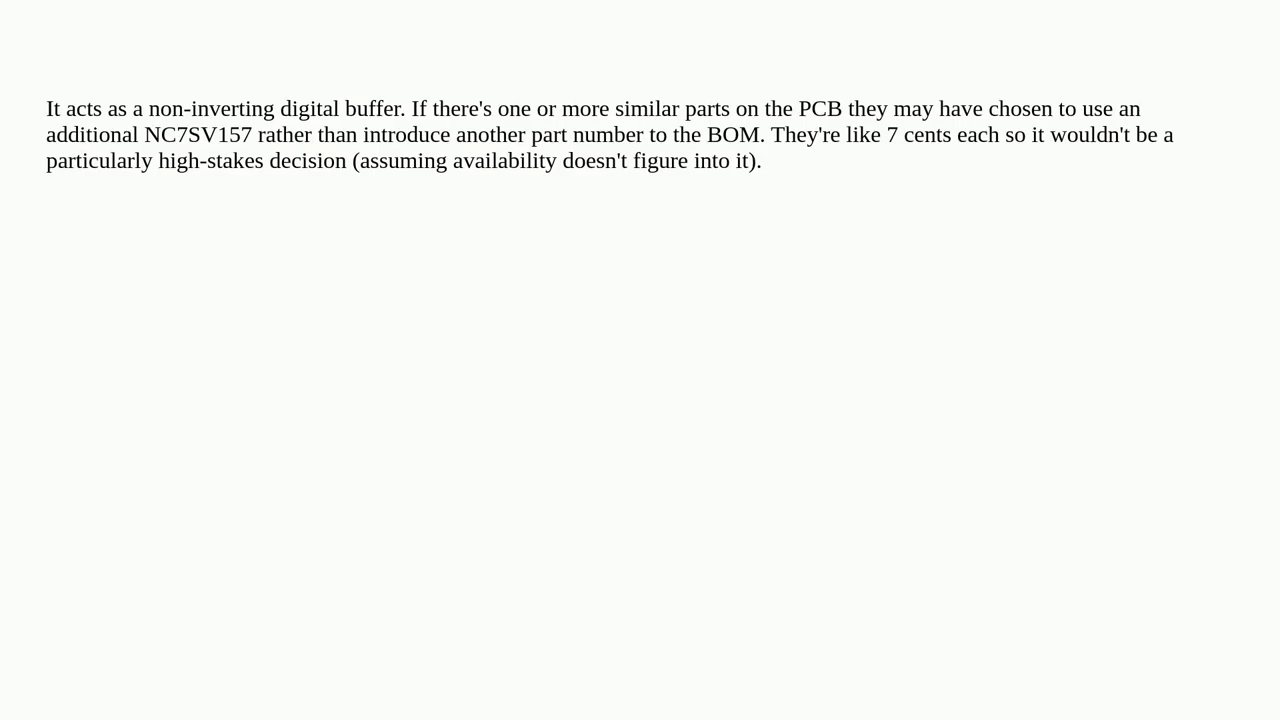 It acts as a non-inverting digital buffer. If there's one or more similar parts on the PCB they may have chosen to use an
additional NC7SV157 rather than introduce another part number to the BOM. They're like 7 cents each so it wouldn't be a
particularly high-stakes decision (assuming availability doesn't figure into it).